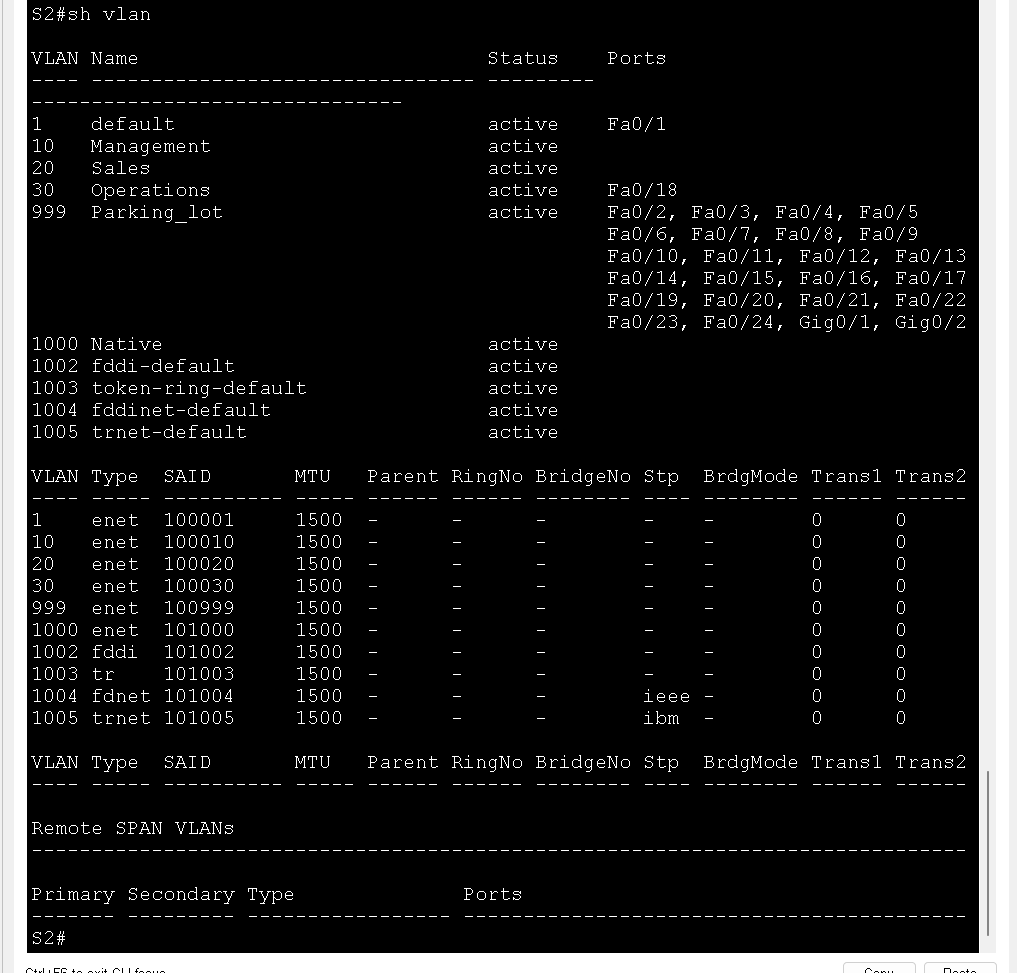 S2#sh vlan
VLAN Name                             Status    Ports
---- -------------------------------- ---------
-------------------------------
1    default                          active    Fa0/1
10   Management                       active
20   Sales                            active
30   Operations                       active    Fa0/18
999  Parking_lot                      active    Fa0/2, Fa0/3, Fa0/4, Fa0/5
                                                Fa0/6, Fa0/7, Fa0/8, Fa0/9
                                                Fa0/10, Fa0/11, Fa0/12, Fa0/13
                                                Fa0/14, Fa0/15, Fa0/16, Fa0/17
                                                Fa0/19, Fa0/20, Fa0/21, Fa0/22
                                                Fa0/23, Fa0/24, Gig0/1, Gig0/2
1000 Native                           active
1002 fddi-default                     active
1003 token-ring-default               active
1004 fddinet-default                  active
1005 trnet-default                    active
VLAN Type  SAID       MTU   Parent RingNo BridgeNo Stp  BrdgMode Trans1 Trans2
---- ----- ---------- ----- ------ ------ -------- ---- -------- ------ ------
1    enet  100001     1500  -      -      -        -    -        0      0
10   enet  100010     1500  -      -      -        -    -        0      0
20   enet  100020     1500  -      -      -        -    -        0      0
30   enet  100030     1500  -      -      -        -    -        0      0
999  enet  100999     1500  -      -      -        -    -        0      0
1000 enet  101000     1500  -      -      -        -    -        0      0
1002 fddi  101002     1500  -      -      -        -    -        0      0
1003 tr    101003     1500  -      -      -        -    -        0      0
1004 fdnet 101004     1500  -      -      -        ieee -        0      0
1005 trnet 101005     1500  -      -      -        ibm  -        0      0
VLAN Type  SAID       MTU   Parent RingNo BridgeNo Stp  BrdgMode Trans1 Trans2
---- ----- ---------- ----- ------ ------ -------- ---- -------- ------ ------
Remote SPAN VLANs
------------------------------------------------------------------------------
Primary Secondary Type              Ports
------- --------- ----------------- ------------------------------------------
S2#
Ctrl+F6 to exit CLI focus
Copy
Paste